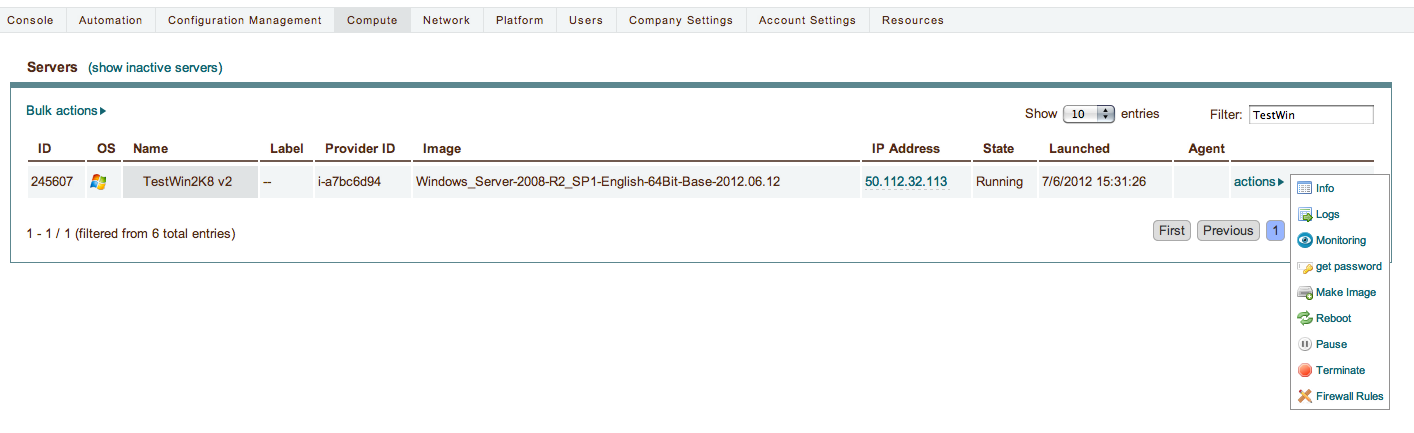 Console Automation Configuration Management Compute Network Platform Users Company Settings Account Settings Resources
Servers (show inactive servers)
Bulk actions
Show 10 entries Filter: TestWin
ID OS Name Label Provider ID Image IP Address State Launched Agent
245607 TestWin2K8 v2 -- i-a7bc6d94 Windows_Server-2008-R2_SP1-English-64Bit-Base-2012.06.12 50.112.32.113 Running 7/6/2012 15:31:26 actions
1 - 1 / 1 (filtered from 6 total entries) First Previous 1
Info
Logs
Monitoring
get password
Make Image
Reboot
Pause
Terminate
Firewall Rules